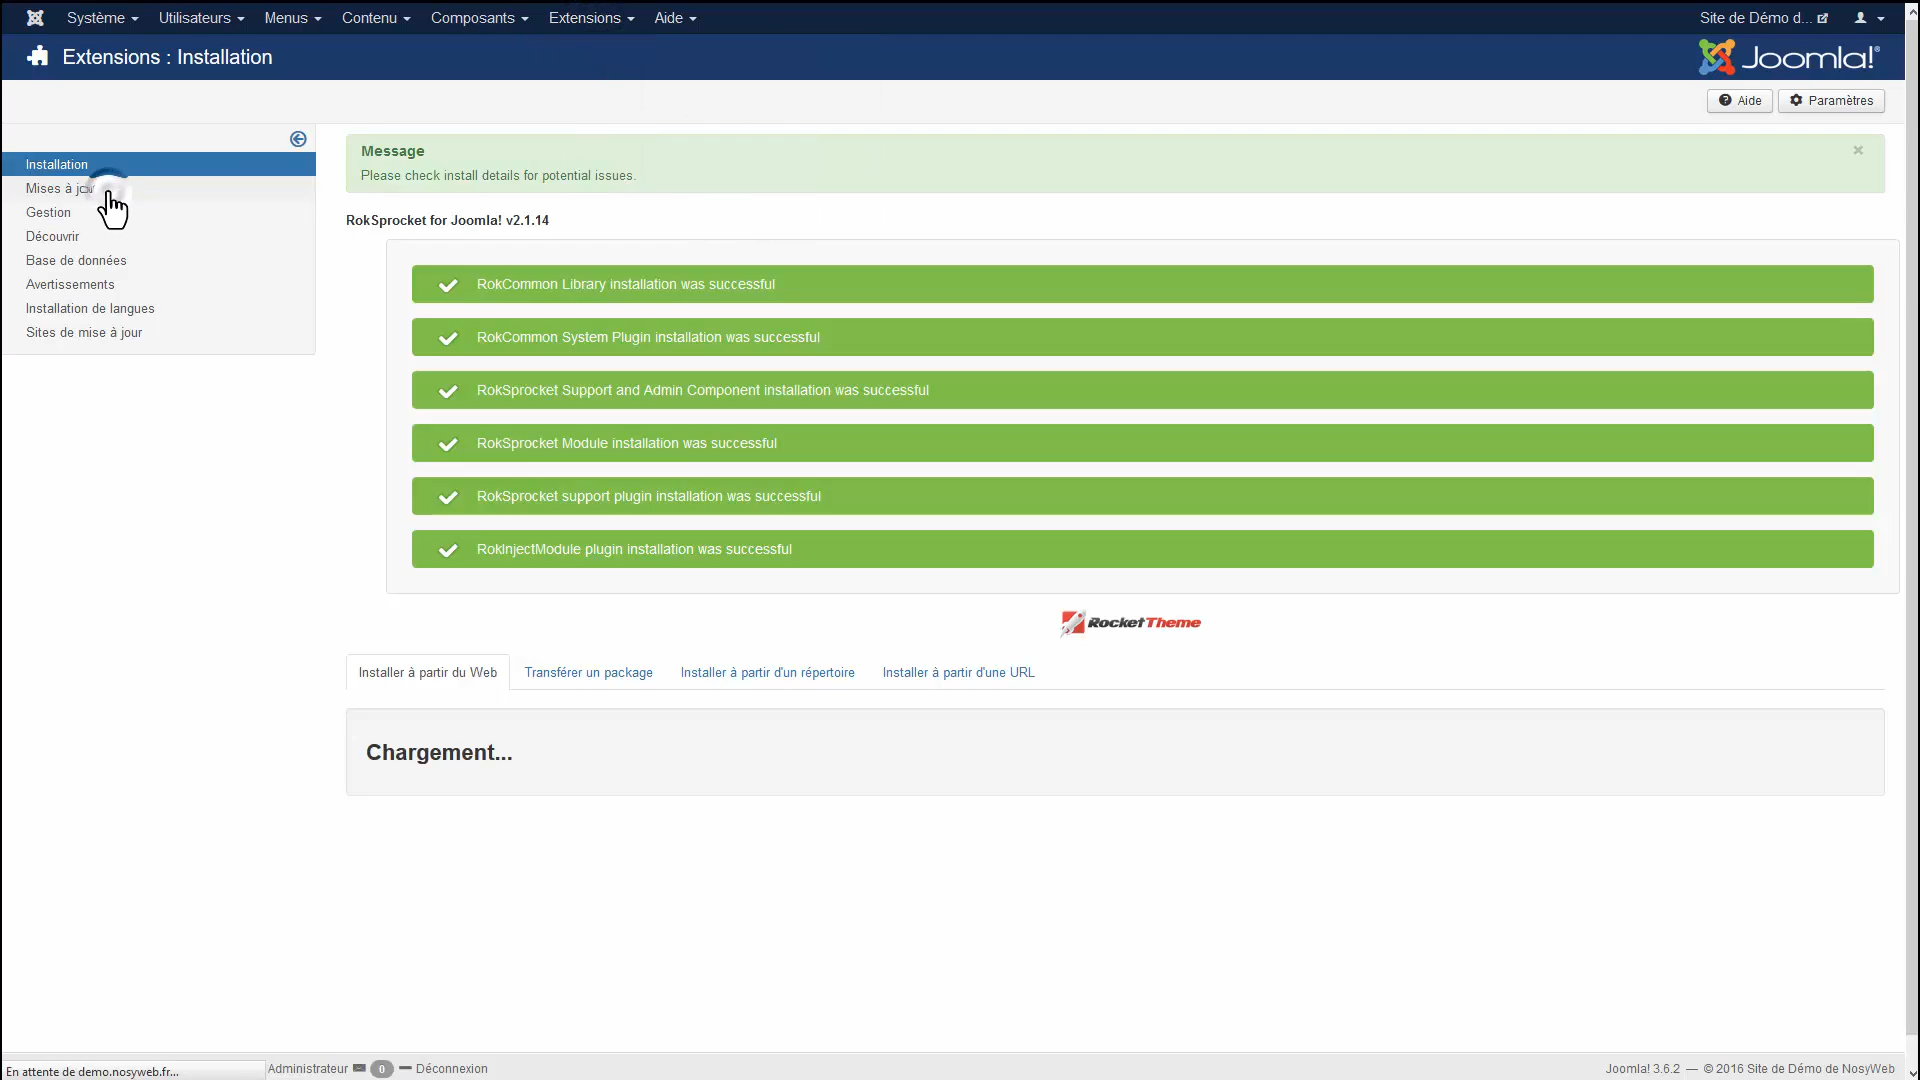 Système Utilisateurs Menus Contenu Composants Extensions Aide Site de Démo d...
Extensions : Installation Joomla!®
Aide Paramètres
Installation
Mises à jour
Gestion
Découvrir
Base de données
Avertissements
Installation de langues
Sites de mise à jour
Message ×
Please check install details for potential issues.
RokSprocket for Joomla! v2.1.14
RokCommon Library installation was successful
RokCommon System Plugin installation was successful
RokSprocket Support and Admin Component installation was successful
RokSprocket Module installation was successful
RokSprocket support plugin installation was successful
RokInjectModule plugin installation was successful
RocketTheme
Installer à partir du Web Transférer un package Installer à partir d'un répertoire Installer à partir d'une URL
Chargement...
En attente de demo.nosyweb.fr... Administrateur 0 Déconnexion Joomla! 3.6.2 — © 2016 Site de Démo de NosyWeb